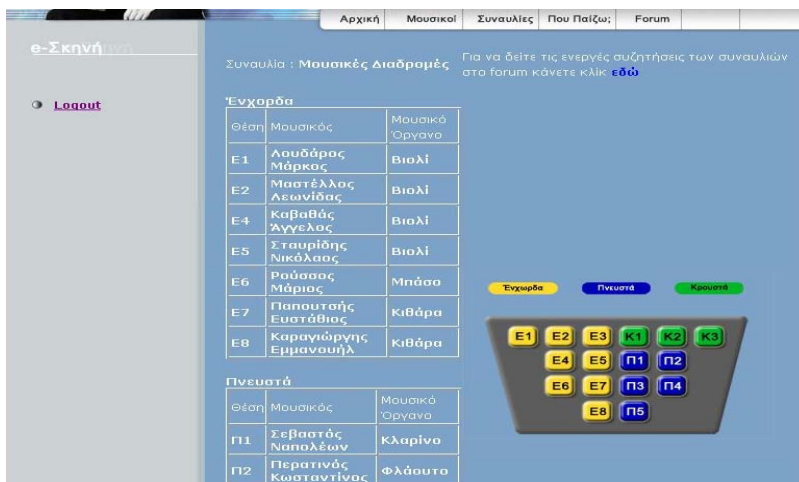 Αρχική Μουσικοί Συναυλίες Που Παίζω; Forum
e-Σκηνή
Logout
Συναυλία : Μουσικές Διαδρομές
Για να δείτε τις ενεργές συζητήσεις των συναυλιών
στο forum κάντε κλίκ εδώ
Ένχορδα
Θέση Μουσικός Μουσικό
Όργανο
Ε1 Λουδάρος
Μάρκος Βιολί
Ε2 Μαστέλλος
Λεωνίδας Βιολί
Ε4 Καβαθάς
Άγγελος Βιολί
Ε5 Σταυρίδης
Νικόλαος Βιολί
Ε6 Ρούσσος
Μάριος Μπάσο
Ε7 Παπουτσής
Ευστάθιος Κιθάρα
Ε8 Καραγιώργης
Εμμανουήλ Κιθάρα
Πνευστά
Θέση Μουσικός Μουσικό
Όργανο
Π1 Σεβαστός
Ναπολέων Κλαρίνο
Π2 Περατινός
Κωσταντίνος Φλάουτο
Ένχωρδα Πνευστά Κρουστά
Ε1 Ε2 Ε3 Κ1 Κ2 Κ3
Ε4 Ε5 Π1 Π2
Ε6 Ε7 Π3 Π4
Ε8 Π5